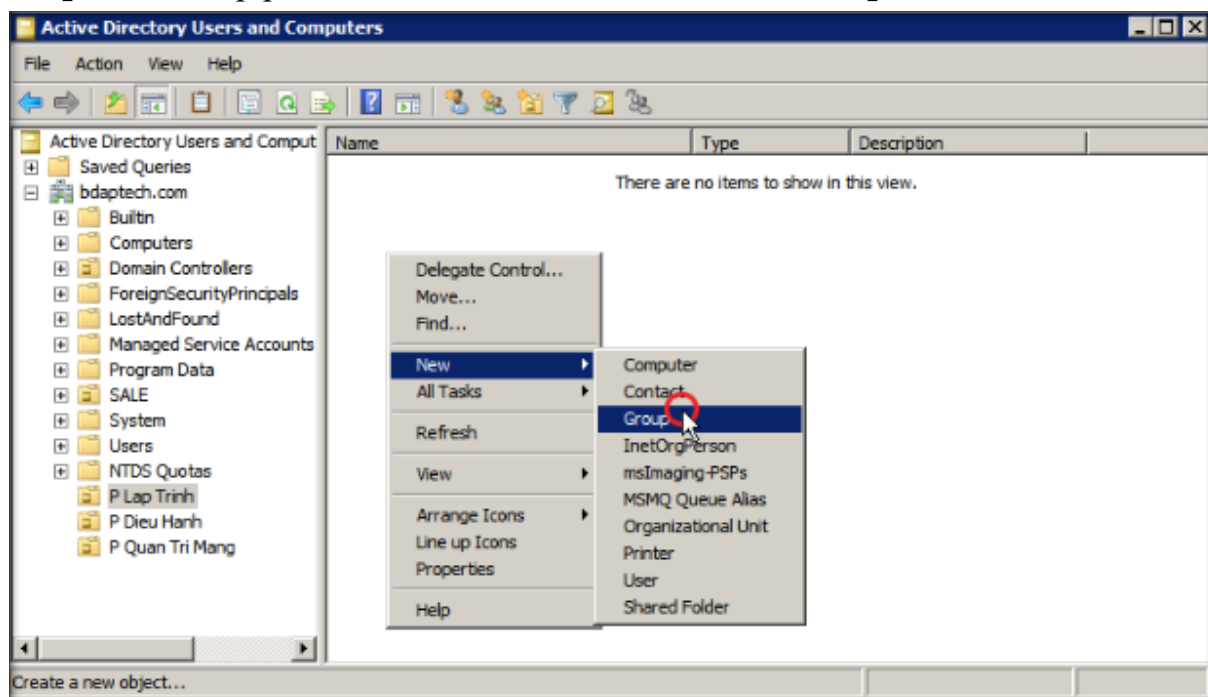 Active Directory Users and Computers
File Action View Help
Active Directory Users and Comput
Saved Queries
bdaptech.com
Builtin
Computers
Domain Controllers
ForeignSecurityPrincipals
LostAndFound
Managed Service Accounts
Program Data
SALE
System
Users
NTDS Quotas
P Lap Trinh
P Dieu Hanh
P Quan Tri Mang
Name Type Description
There are no items to show in this view.
Delegate Control...
Move...
Find...
New
All Tasks
Refresh
View
Arrange Icons
Line up Icons
Properties
Help
Computer
Contact
Group
InetOrgPerson
msImaging-PSPs
MSMQ Queue Alias
Organizational Unit
Printer
User
Shared Folder
Create a new object...